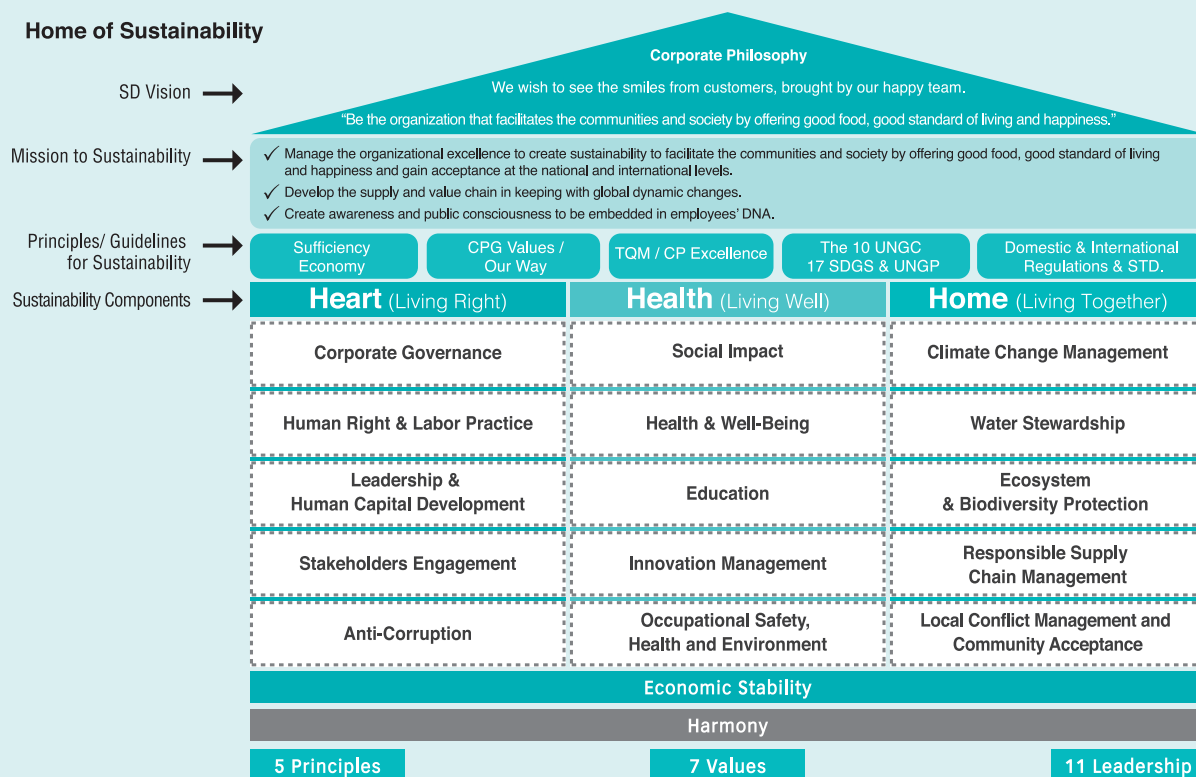 Home of Sustainability
Corporate Philosophy
SD Vision
We wish to see the smiles from customers, brought by our happy team.
“Be the organization that facilitates the communities and society by offering good food, good standard of living and happiness.”
Mission to Sustainability
✓ Manage the organizational excellence to create sustainability to facilitate the communities and society by offering good food, good standard of living
and happiness and gain acceptance at the national and international levels.
✓ Develop the supply and value chain in keeping with global dynamic changes.
✓ Create awareness and public consciousness to be embedded in employees’ DNA.
Principles/ Guidelines
for Sustainability
Sufficiency
Economy
CPG Values /
Our Way
TQM / CP Excellence
The 10 UNGC
17 SDGS & UNGP
Domestic & International
Regulations & STD.
Sustainability Components
Heart (Living Right)
Health (Living Well)
Home (Living Together)
Corporate Governance
Social Impact
Climate Change Management
Human Right & Labor Practice
Health & Well-Being
Water Stewardship
Leadership &
Human Capital Development
Education
Ecosystem
& Biodiversity Protection
Stakeholders Engagement
Innovation Management
Responsible Supply
Chain Management
Anti-Corruption
Occupational Safety,
Health and Environment
Local Conflict Management and
Community Acceptance
Economic Stability
Harmony
5 Principles
7 Values
11 Leadership